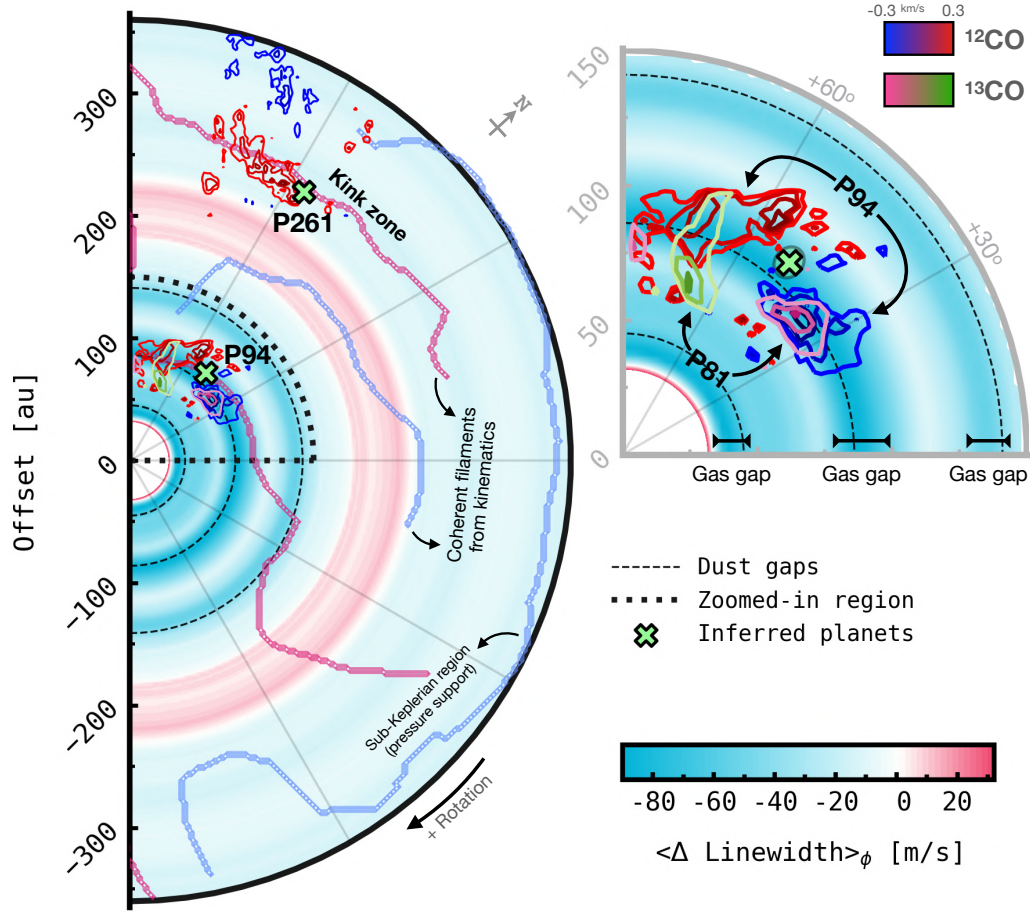 -0.3 km/s 0.3
¹²CO
¹³CO
Offset [au]
300
200
100
0
-100
-200
-300
N
Kink zone
P261
P94
Coherent filaments
from kinematics
Sub-Keplerian region
(pressure support)
+ Rotation
150
100
50
0
+60°
+30°
P94
P81
Gas gap
Gas gap
Gas gap
Dust gaps
Zoomed-in region
Inferred planets
-80 -60 -40 -20 0 20
<Δ Linewidth>ϕ [m/s]